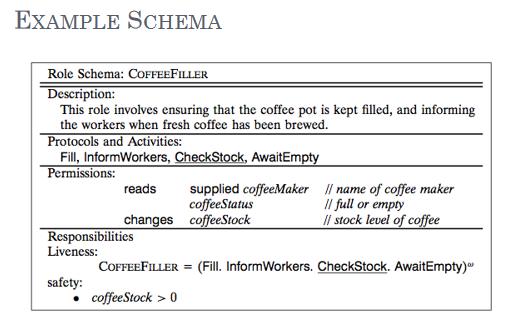 EXAMPLE SCHEMA
Role Schema: COFFEEFILLER
Description:
This role involves ensuring that the coffee pot is kept filled, and informing
the workers when fresh coffee has been brewed.
Protocols and Activities:
Fill, InformWorkers, CheckStock, AwaitEmpty
Permissions:
reads supplied coffeeMaker // name of coffee maker
coffeeStatus // full or empty
changes coffeeStock // stock level of coffee
Responsibilities
Liveness:
COFFEEFILLER = (Fill. InformWorkers. CheckStock. AwaitEmpty)^ω
safety:
• coffeeStock > 0